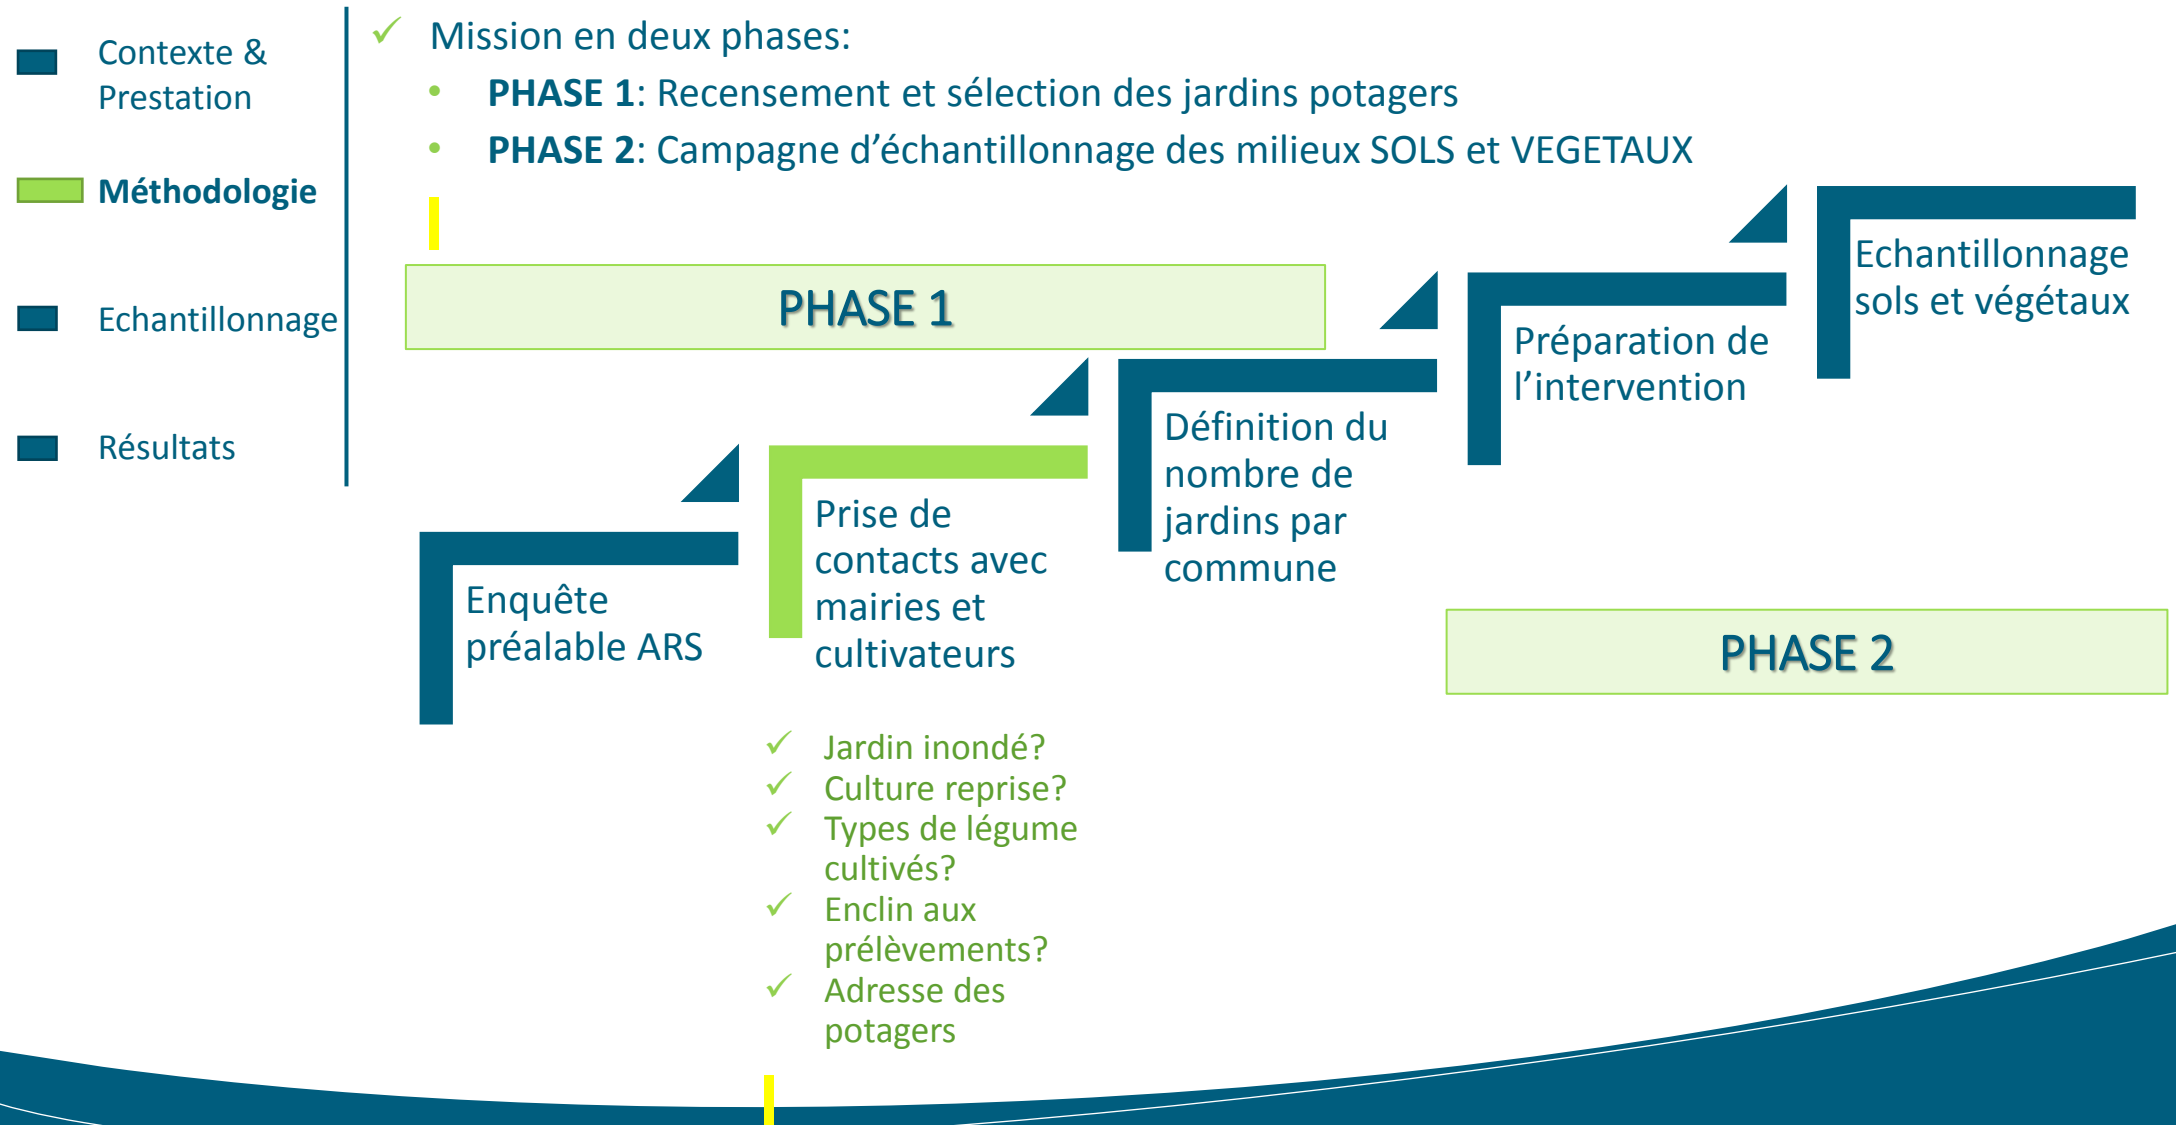 Contexte &
Prestation
Méthodologie
Echantillonnage
Résultats
Mission en deux phases:
PHASE 1: Recensement et sélection des jardins potagers
PHASE 2: Campagne d’échantillonnage des milieux SOLS et VEGETAUX
PHASE 1
Enquête
préalable ARS
Prise de
contacts avec
mairies et
cultivateurs
Définition du
nombre de
jardins par
commune
Préparation de
l’intervention
Echantillonnage
sols et végétaux
PHASE 2
Jardin inondé?
Culture reprise?
Types de légume
cultivés?
Enclin aux
prélèvements?
Adresse des
potagers